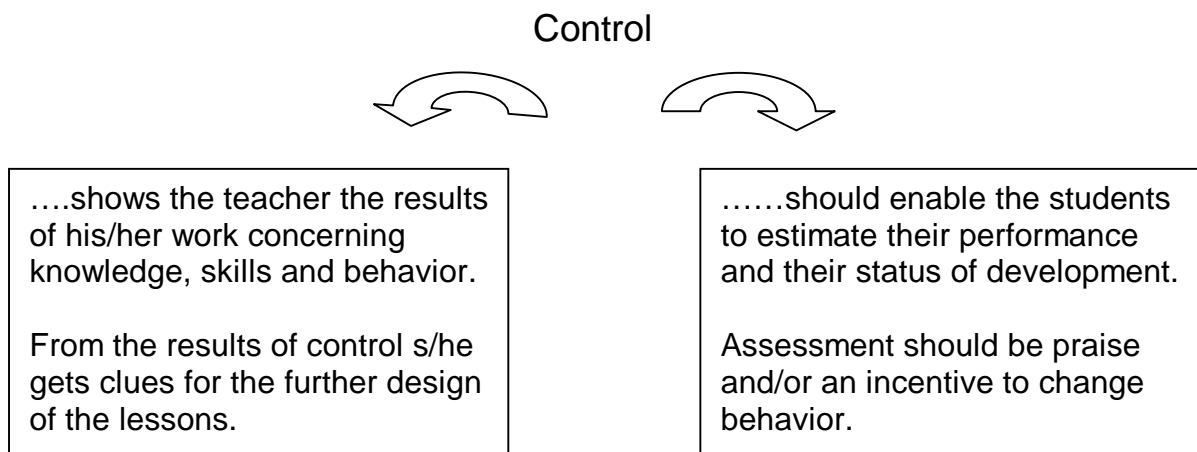 Control
….shows the teacher the results
of his/her work concerning
knowledge, skills and behavior.
From the results of control s/he
gets clues for the further design
of the lessons.
……should enable the students
to estimate their performance
and their status of development.
Assessment should be praise
and/or an incentive to change
behavior.